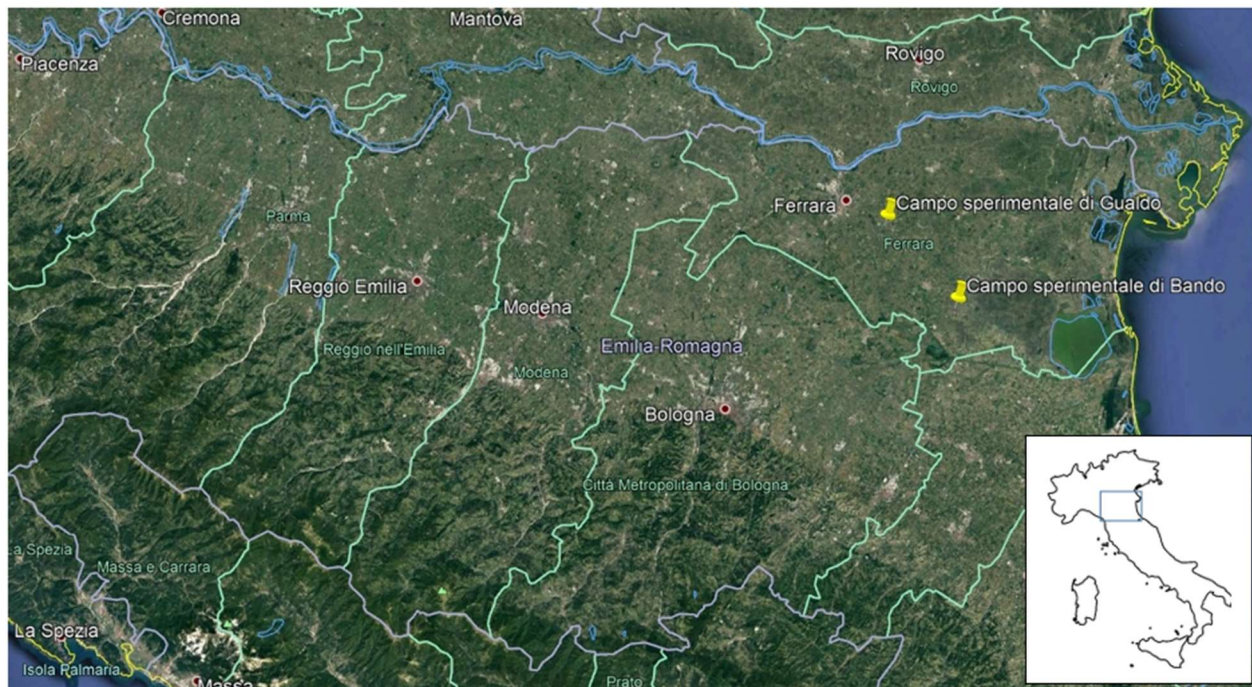 Cremona
Mantova
Piacenza
Rovigo
Rovigo
Ferrara
Campo sperimentale di Gualdo
Parma
Ferrara
Reggio Emilia
Campo sperimentale di Bando
Modena
Reggio nell'Emilia
Emilia-Romagna
Modena
Bologna
Città Metropolitana di Bologna
La Spezia
Massa e Carrara
La Spezia
Isola Palmaria
Massa
Prato